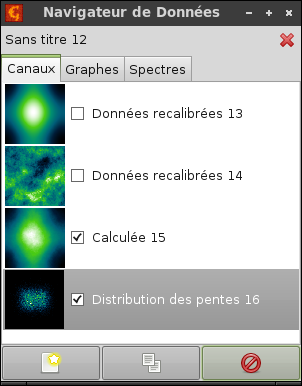 Navigateur de Données
Sans titre 12
Canaux Graphes Spectres
Données recalibrées 13
Données recalibrées 14
Calculée 15
Distribution des pentes 16